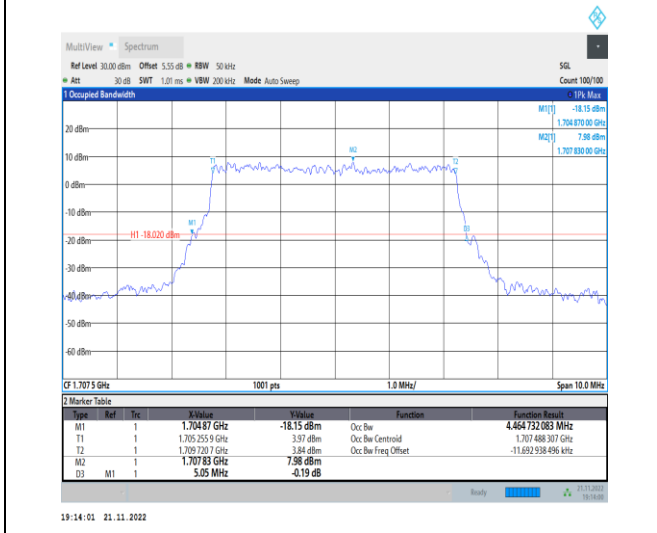 MultiView Spectrum
Ref Level 30.00 dBm Offset 5.55 dB RBW 50 kHz SGL
Att 30 dB SWT 1.01 ms VBW 200 kHz Mode Auto Sweep Count 100/100
1 Occupied Bandwidth 1Pk Max
M1[1] -18.15 dBm
1.704 870 00 GHz
M2[1] 7.98 dBm
1.707 830 00 GHz
20 dBm
10 dBm
T1
M2
T2
0 dBm
-10 dBm
M1
D3
H1 -18.020 dBm
-20 dBm
-30 dBm
-40 dBm
-50 dBm
-60 dBm
CF 1.707 5 GHz 1001 pts 1.0 MHz/ Span 10.0 MHz
2 Marker Table
Type Ref Trc X-Value Y-Value Function Function Result
M1 1 1.704 87 GHz -18.15 dBm Occ Bw 4.464 732 083 MHz
T1 1 1.705 255 9 GHz 3.97 dBm Occ Bw Centroid 1.707 488 307 GHz
T2 1 1.709 720 7 GHz 3.84 dBm Occ Bw Freq Offset -11.692 938 496 kHz
M2 1 1.707 83 GHz 7.98 dBm
D3 M1 1 5.05 MHz -0.19 dB
Ready 21.11.2022
19:14:00
19:14:01 21.11.2022